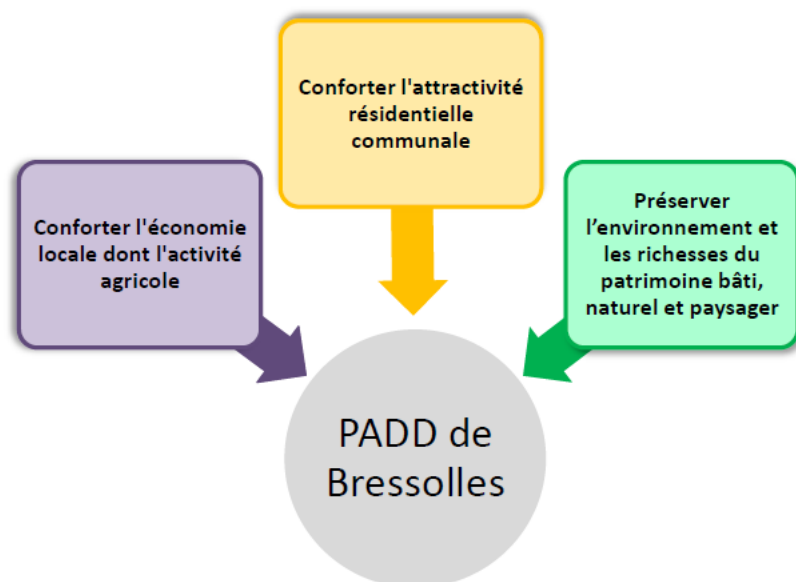 Conforter l'attractivité
résidentielle
communale
Conforter l'économie
locale dont l'activité
agricole
Préserver
l’environnement et
les richesses du
patrimoine bâti,
naturel et paysager
PADD de
Bressolles